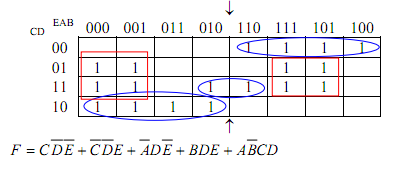 EAB
CD 000 001 011 010 110 111 101 100
00 1 1 1 1
01 1 1 1 1
11 1 1 1 1 1 1
10 1 1 1 1
F = CD̅E̅ + C̅D̅E + A̅DE̅ + BDE + AB̅CD